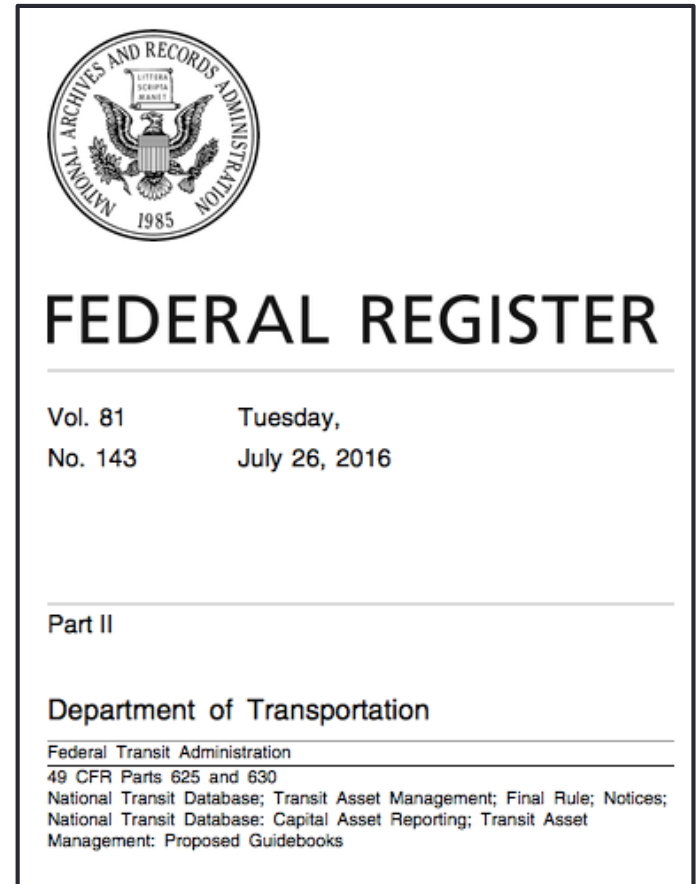 NATIONAL ARCHIVES AND RECORDS ADMINISTRATION
LITTERA
SCRIPTA
MANET
1985
FEDERAL REGISTER
Vol. 81 Tuesday,
No. 143 July 26, 2016
Part II
Department of Transportation
Federal Transit Administration
49 CFR Parts 625 and 630
National Transit Database; Transit Asset Management; Final Rule; Notices;
National Transit Database: Capital Asset Reporting; Transit Asset
Management: Proposed Guidebooks